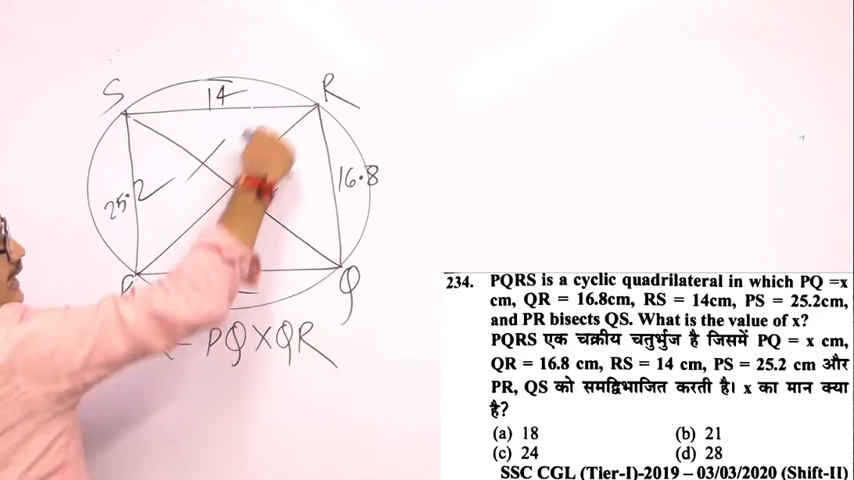 S
R
14
25.2
16.8
Q
PQ × QR
234. PQRS is a cyclic quadrilateral in which PQ =x
cm, QR = 16.8cm, RS = 14cm, PS = 25.2cm,
and PR bisects QS. What is the value of x?
PQRS एक चक्रीय चतुर्भुज है जिसमें PQ = x cm,
QR = 16.8 cm, RS = 14 cm, PS = 25.2 cm और
PR, QS को समद्विभाजित करती है। x का मान क्या
है?
(a) 18 (b) 21
(c) 24 (d) 28
SSC CGL (Tier-I)-2019 – 03/03/2020 (Shift-II)